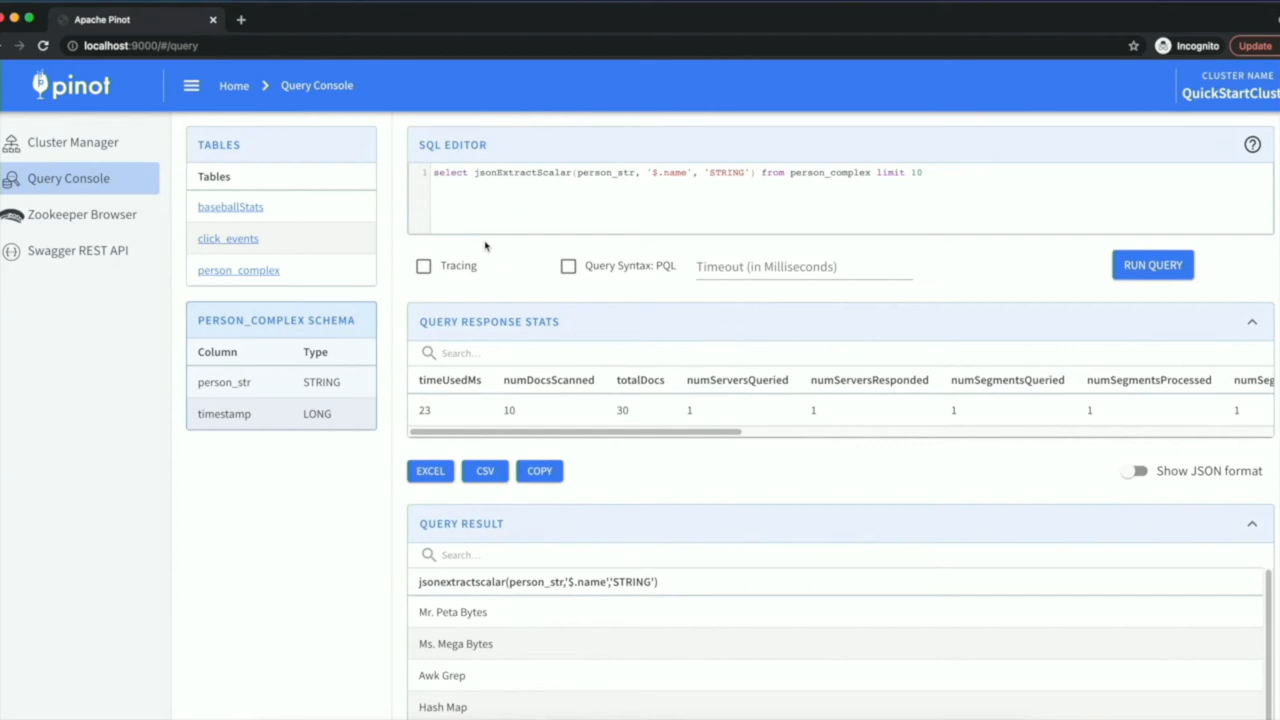 Apache Pinot
localhost:9000/#/query
Incognito
Update
pinot
Home
Query Console
CLUSTER NAME
QuickStartClust
Cluster Manager
Query Console
Zookeeper Browser
Swagger REST API
TABLES
Tables
baseballStats
click_events
person_complex
PERSON_COMPLEX SCHEMA
Column Type
person_str STRING
timestamp LONG
SQL EDITOR
1 select jsonExtractScalar(person_str, '$.name', 'STRING') from person_complex limit 10
Tracing
Query Syntax: PQL
Timeout (in Milliseconds)
RUN QUERY
QUERY RESPONSE STATS
Search...
timeUsedMs numDocsScanned totalDocs numServersQueried numServersResponded numSegmentsQueried numSegmentsProcessed numSeg
23 10 30 1 1 1 1 1
EXCEL CSV COPY
Show JSON format
QUERY RESULT
Search...
jsonextractscalar(person_str,'$.name','STRING')
Mr. Peta Bytes
Ms. Mega Bytes
Awk Grep
Hash Map